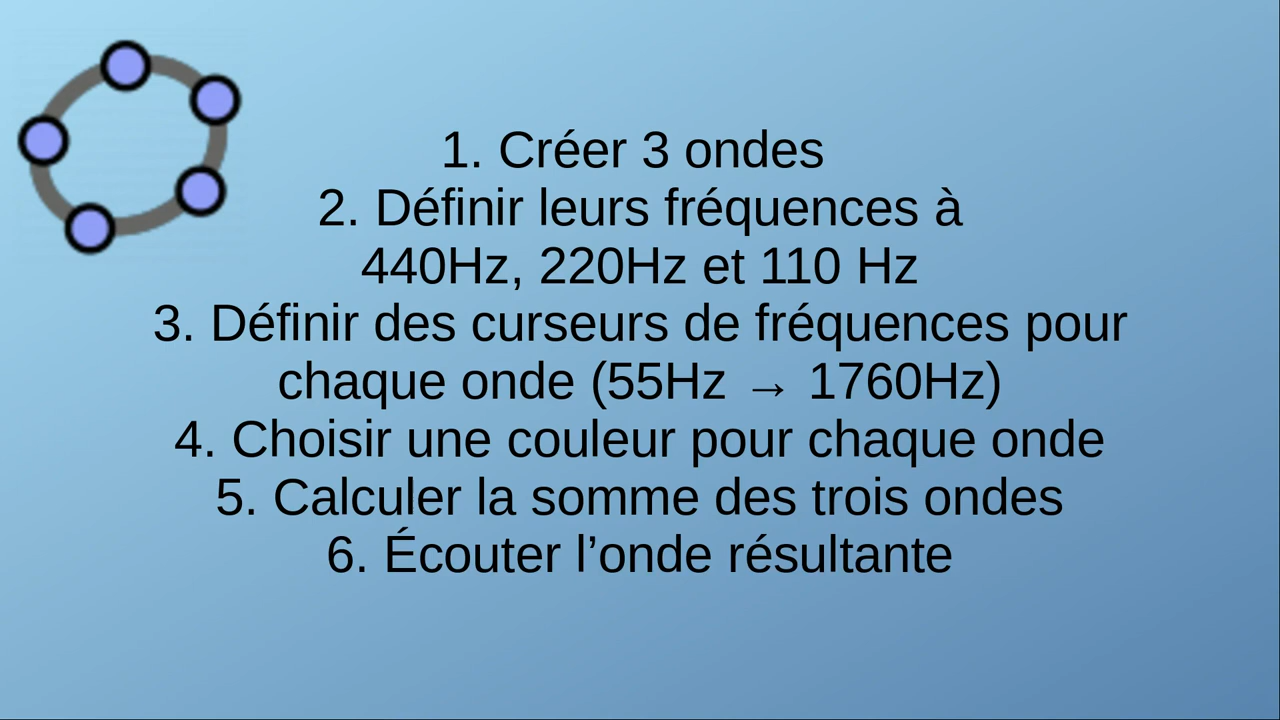 1. Créer 3 ondes
2. Définir leurs fréquences à
440Hz, 220Hz et 110 Hz
3. Définir des curseurs de fréquences pour
chaque onde (55Hz → 1760Hz)
4. Choisir une couleur pour chaque onde
5. Calculer la somme des trois ondes
6. Écouter l’onde résultante